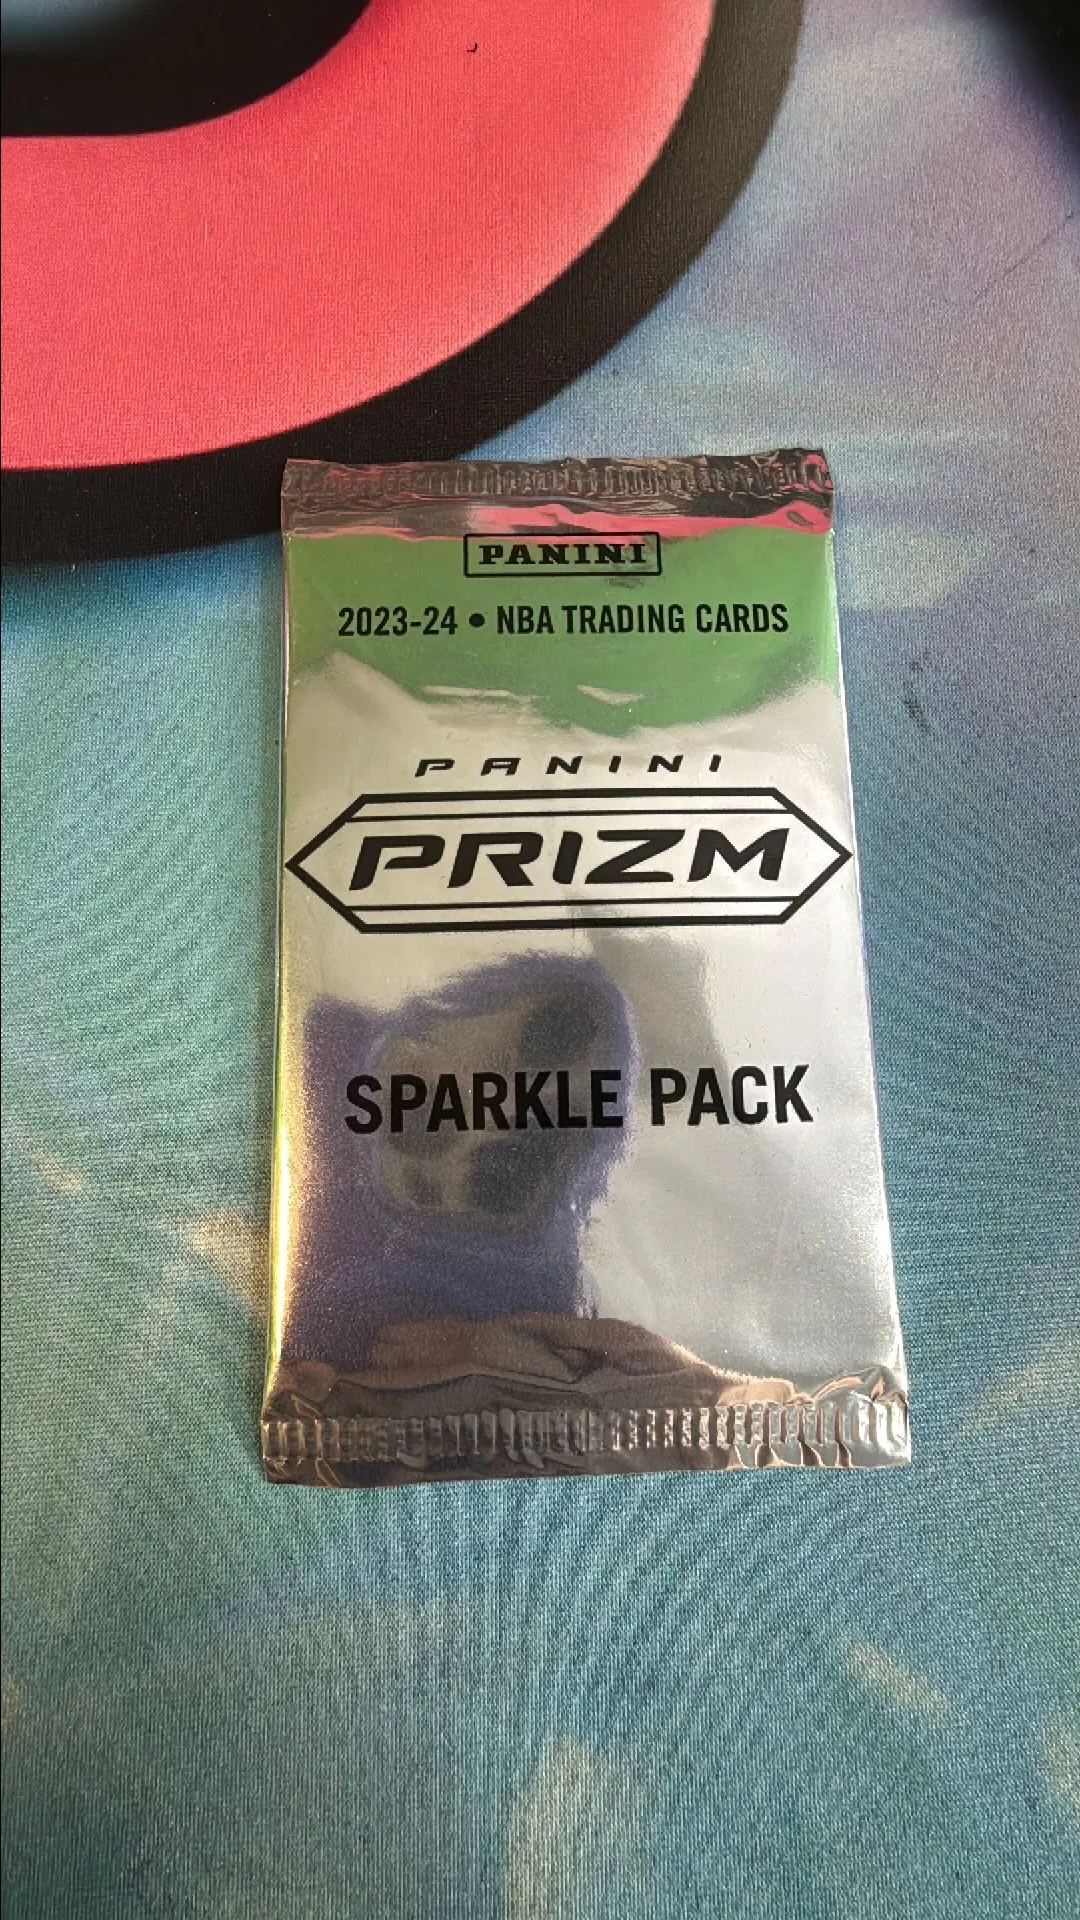 PANINI
2023-24 • NBA TRADING CARDS
PANINI
PRIZM
SPARKLE PACK